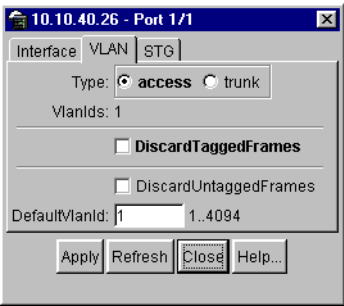 10.10.40.26 - Port 1/1
Interface VLAN STG
Type: access trunk
VlanIds: 1
DiscardTaggedFrames
DiscardUntaggedFrames
DefaultVlanId: 1 1..4094
Apply Refresh Close Help...